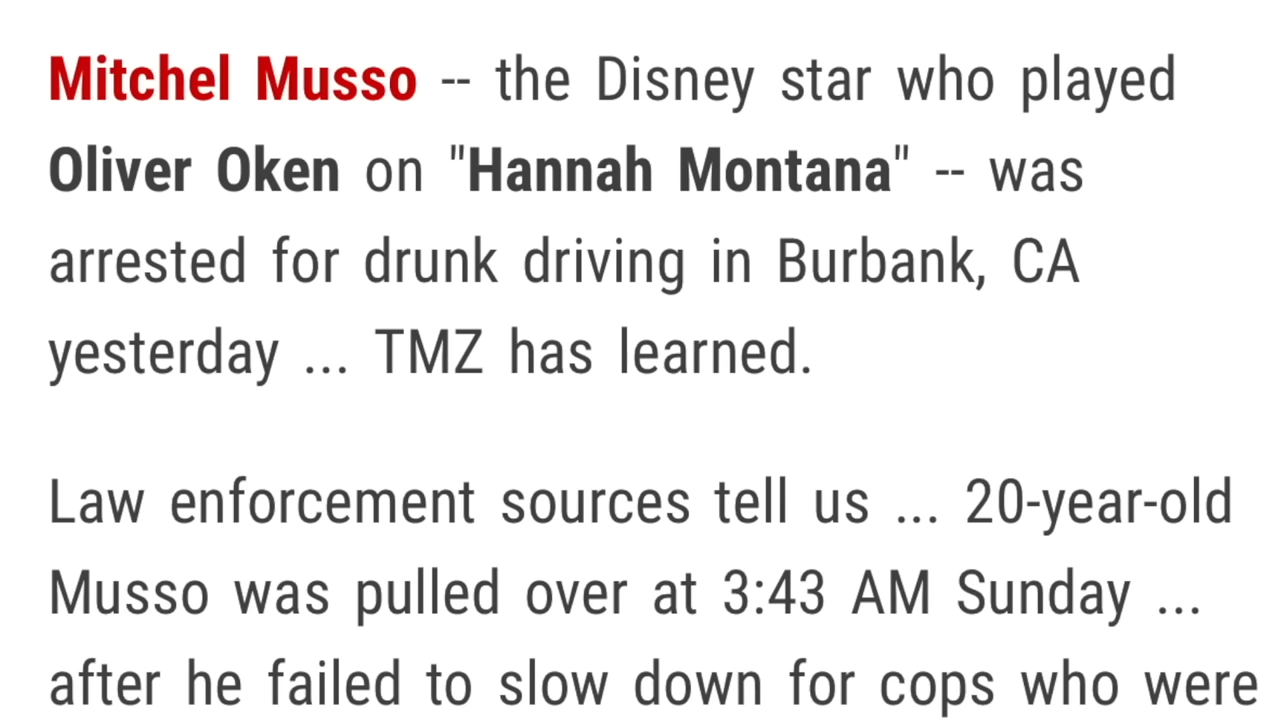 Mitchel Musso -- the Disney star who played
Oliver Oken on "Hannah Montana" -- was
arrested for drunk driving in Burbank, CA
yesterday ... TMZ has learned.
Law enforcement sources tell us ... 20-year-old
Musso was pulled over at 3:43 AM Sunday ...
after he failed to slow down for cops who were